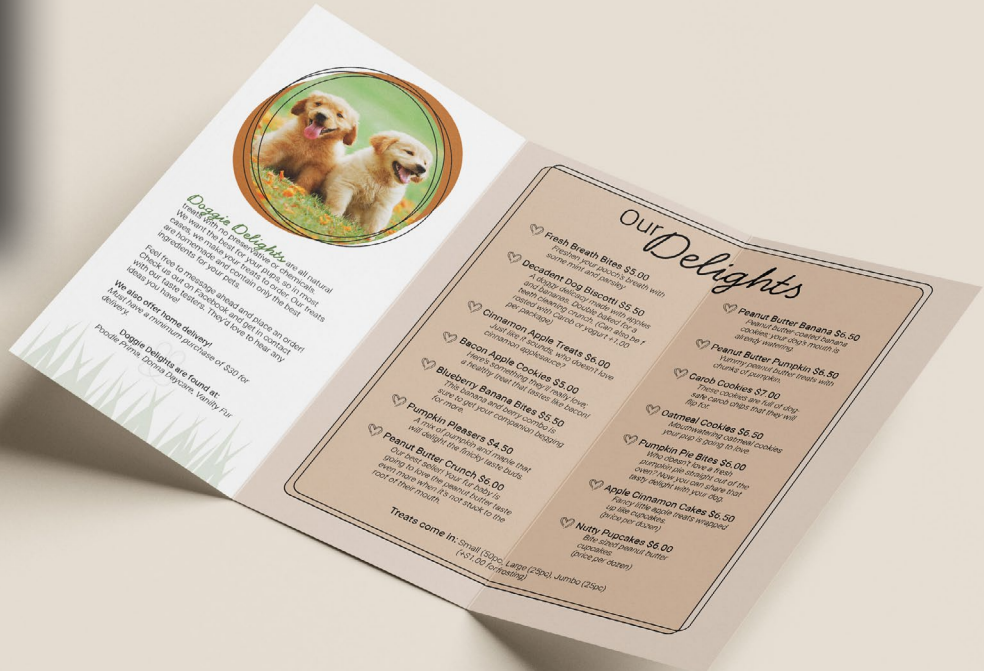 Doggie Delights are all natural
treats with no preservative or chemicals.
We want the best for your pups, so in most
cases, we make your treats to order. Our treats
are homemade and contain only the best
ingredients for your pets.
Feel free to message ahead and place an order!
Check us out on Facebook and get in contact
with our taste testers. They'd love to hear any
ideas you have!
We also offer home delivery!
Must have a minimum purchase of $30 for
delivery.
Doggie Delights are found at:
Poodle Prima, Donna Daycare, Vanity Fur
Our Delights
Fresh Breath Bites $5.00
Freshen your pooch's breath with
some mint and parsley.
Decadent Dog Biscotti $5.50
A doggy delicacy made with apples
and bananas. Double baked for a
teeth cleaning crunch. (Can also be f
rosted with Carob or yogurt +1.00
per package)
Cinnamon Apple Treats $6.00
Just like it sounds, who doesn't love
cinnamon applesauce?
Bacon Apple Cookies $5.00
Here's something they'll really love;
a healthy treat that tastes like bacon!
Blueberry Banana Bites $5.50
This banana and berry combo is
sure to get your companion begging
for more.
Pumpkin Pleasers $4.50
A mix of pumpkin and maple that
will delight the finicky taste buds.
Peanut Butter Crunch $6.00
Our best seller! Your fur baby is
going to love the peanut butter taste
even more when it's not stuck to the
roof of their mouth.
Peanut Butter Banana $6.50
Peanut butter coated banana
cookies, your dog's mouth is
already watering.
Peanut Butter Pumpkin $6.50
Yummy peanut butter treats with
chunks of pumpkin.
Carob Cookies $7.00
These cookies are full of dog-
safe carob chips that they will
flip for.
Oatmeal Cookies $6.50
Mouthwatering oatmeal cookies
your pup is going to love.
Pumpkin Pie Bites $6.00
Who doesn't love a fresh
pumpkin pie straight out of the
oven? Now you can share that
tasty delight with your dog.
Apple Cinnamon Cakes $6.50
Fancy little apple treats wrapped
up like cupcakes.
(price per dozen)
Nutty Pupcakes $6.00
Bite sized peanut butter
cupcakes.
(price per dozen)
Treats come in: Small (50pc, Large (25pc), Jumbo (25pc)
(+$1.00 for frosting)